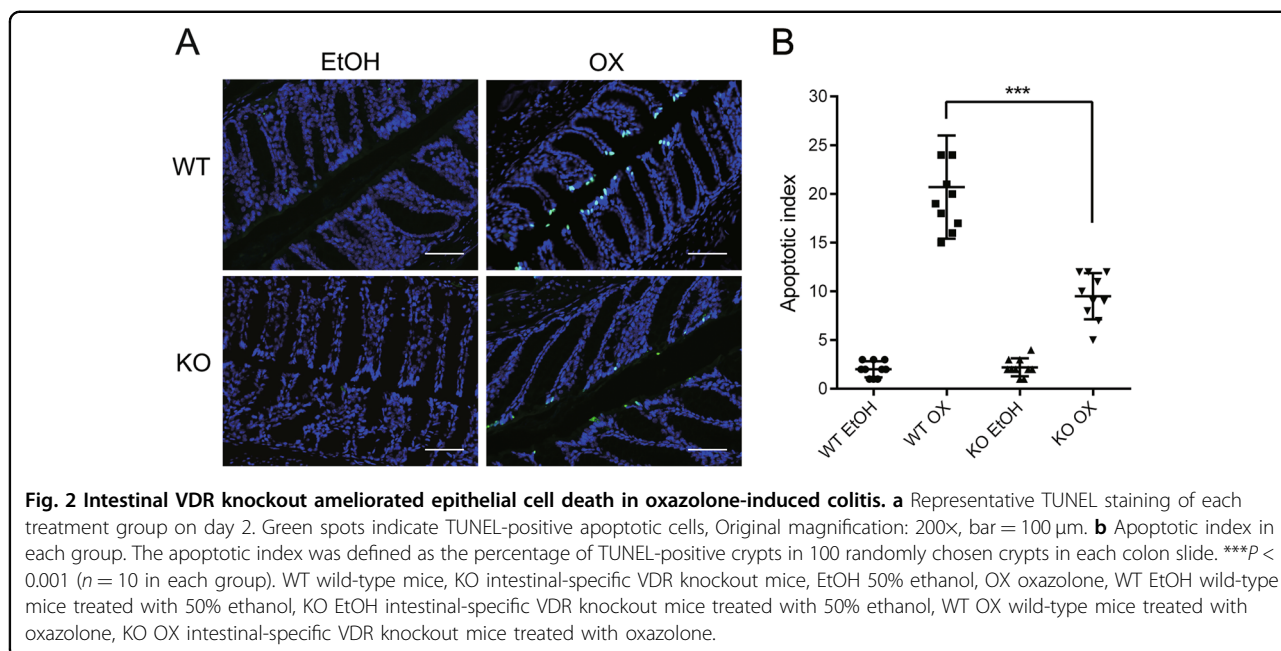 A
EtOH
OX
WT
KO
B
***
Apoptotic index
30
25
20
15
10
5
0
WT EtOH
WT OX
KO EtOH
KO OX
Fig. 2 Intestinal VDR knockout ameliorated epithelial cell death in oxazolone-induced colitis. a Representative TUNEL staining of each
treatment group on day 2. Green spots indicate TUNEL-positive apoptotic cells, Original magnification: 200×, bar = 100 μm. b Apoptotic index in
each group. The apoptotic index was defined as the percentage of TUNEL-positive crypts in 100 randomly chosen crypts in each colon slide. ***P <
0.001 (n = 10 in each group). WT wild-type mice, KO intestinal-specific VDR knockout mice, EtOH 50% ethanol, OX oxazolone, WT EtOH wild-type
mice treated with 50% ethanol, KO EtOH intestinal-specific VDR knockout mice treated with 50% ethanol, WT OX wild-type mice treated with
oxazolone, KO OX intestinal-specific VDR knockout mice treated with oxazolone.